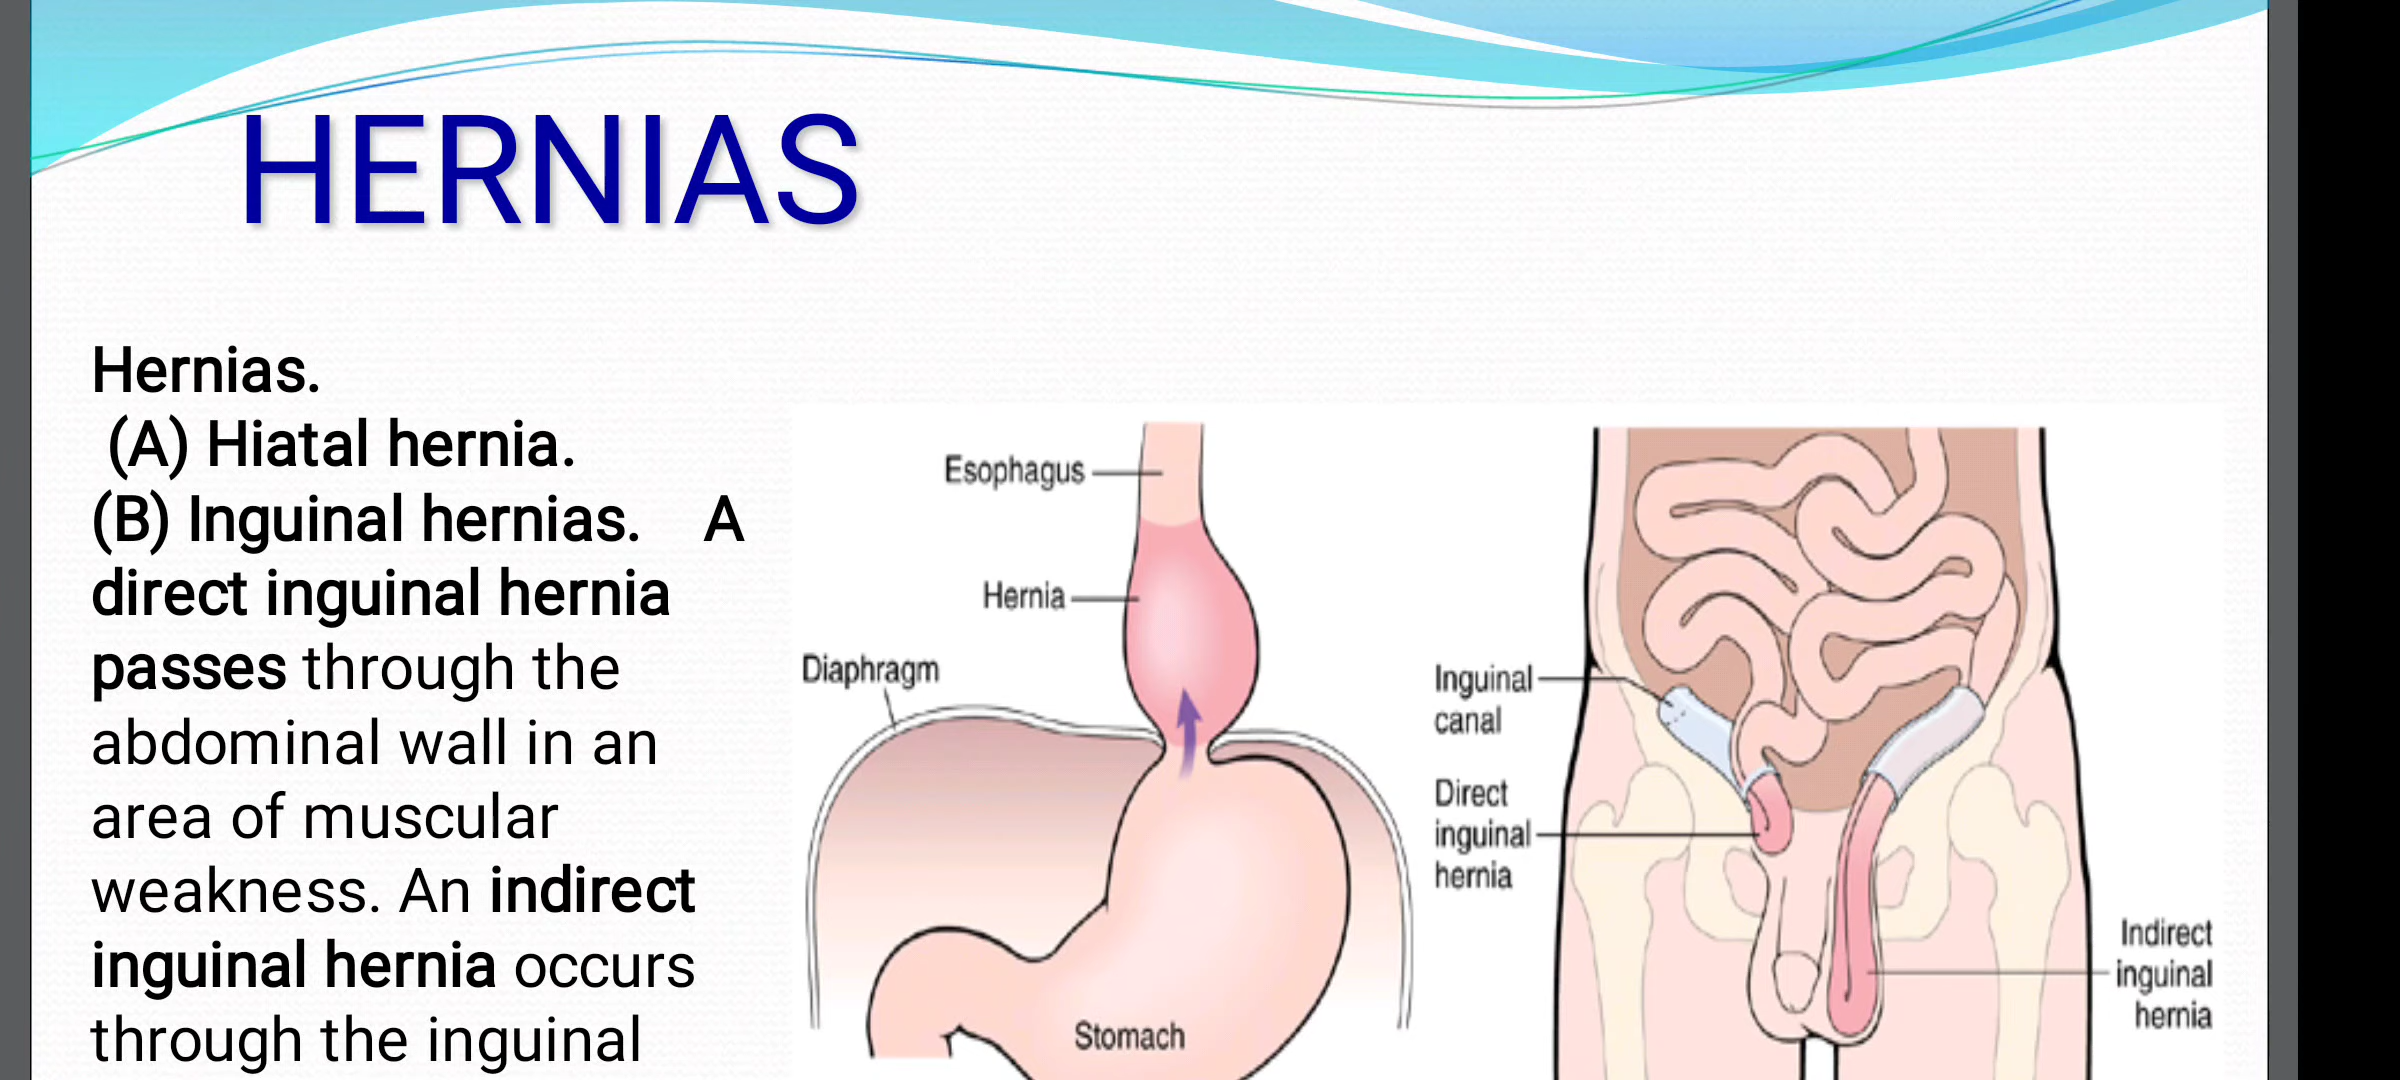 HERNIAS
Hernias.
(A) Hiatal hernia.
(B) Inguinal hernias. A
direct inguinal hernia
passes through the
abdominal wall in an
area of muscular
weakness. An indirect
inguinal hernia occurs
through the inguinal
Esophagus
Hernia
Diaphragm
Stomach
Inguinal
canal
Direct
inguinal
hernia
Indirect
inguinal
hernia